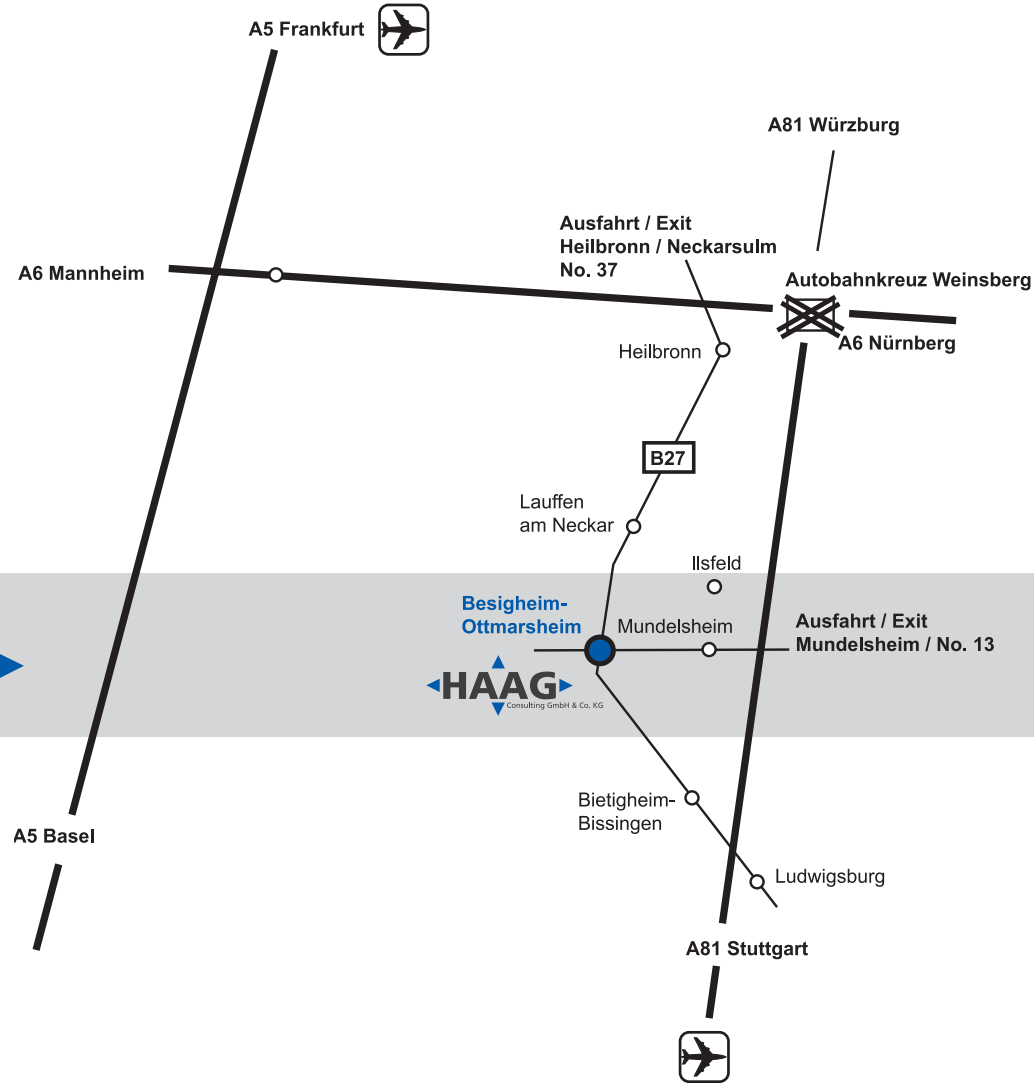 A5 Frankfurt
A81 Würzburg
Ausfahrt / Exit
Heilbronn / Neckarsulm
No. 37
A6 Mannheim
Autobahnkreuz Weinsberg
A6 Nürnberg
Heilbronn
B27
Lauffen
am Neckar
Ilsfeld
Besigheim-
Ottmarsheim
Mundelsheim
Ausfahrt / Exit
Mundelsheim / No. 13
HAAG
Consulting GmbH & Co. KG
Bietigheim-
Bissingen
A5 Basel
Ludwigsburg
A81 Stuttgart